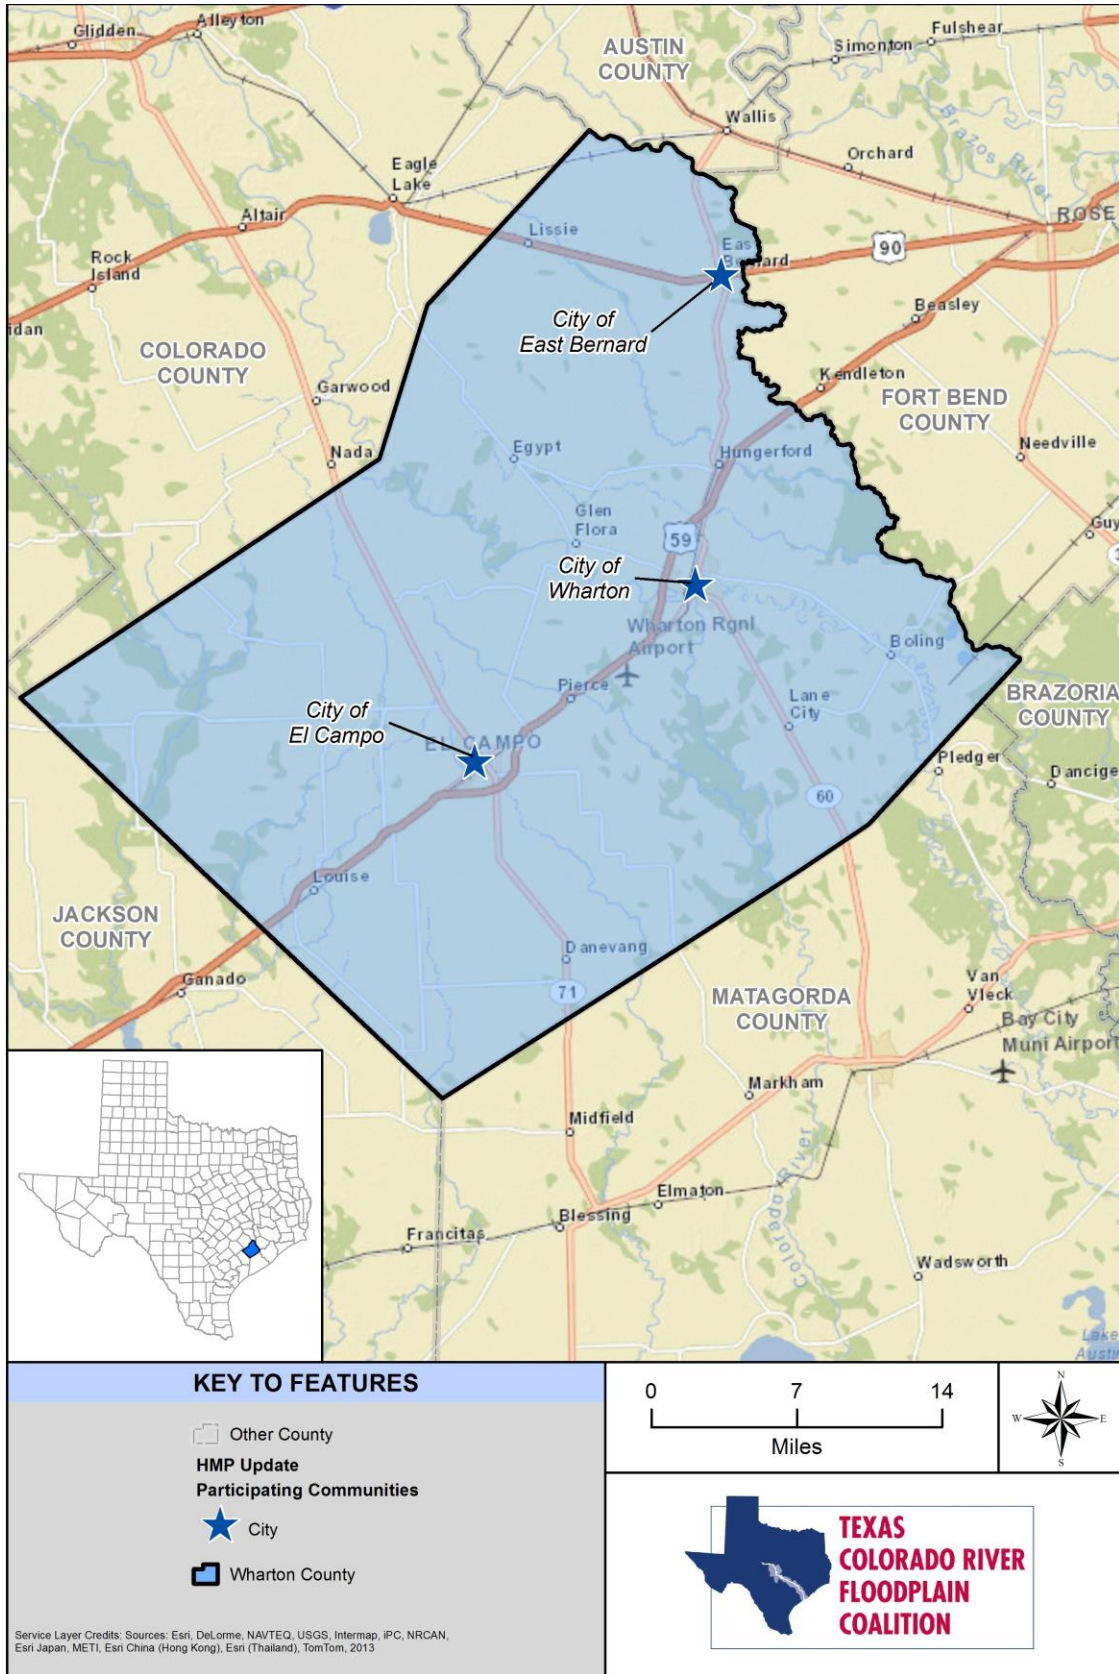 Glidden
Alleyton
AUSTIN
COUNTY
Simonton
Fulshear
Wallis
Brazos
River
Orchard
ROSE
Eagle
Lake
Altair
Lissie
East
Bernard
90
Rock
Island
idan
City of
East Bernard
Beasley
COLORADO
COUNTY
Garwood
Kendleton
FORT BEND
COUNTY
Needville
Nada
Egypt
Hungerford
Glen
Flora
59
Guy
City of
Wharton
Wharton Rgnl
Airport
Boling
Pierce
Lane
City
BRAZORIA
COUNTY
City of
El Campo
EL CAMPO
Pledger
Dancige
60
Louise
JACKSON
COUNTY
Danevang
Ganado
71
MATAGORDA
COUNTY
Van
Vleck
Bay City
Muni Airport
Markham
Midfield
Colorado River
Elmaton
Blessing
Francitas
Wadsworth
Lake
Austin
KEY TO FEATURES
Other County
HMP Update
Participating Communities
City
Wharton County
Service Layer Credits: Sources: Esri, DeLorme, NAVTEQ, USGS, Intermap, iPC, NRCAN,
Esri Japan, METI, Esri China (Hong Kong), Esri (Thailand), TomTom, 2013
0 7 14
Miles
N
W E
S
TEXAS
COLORADO RIVER
FLOODPLAIN
COALITION